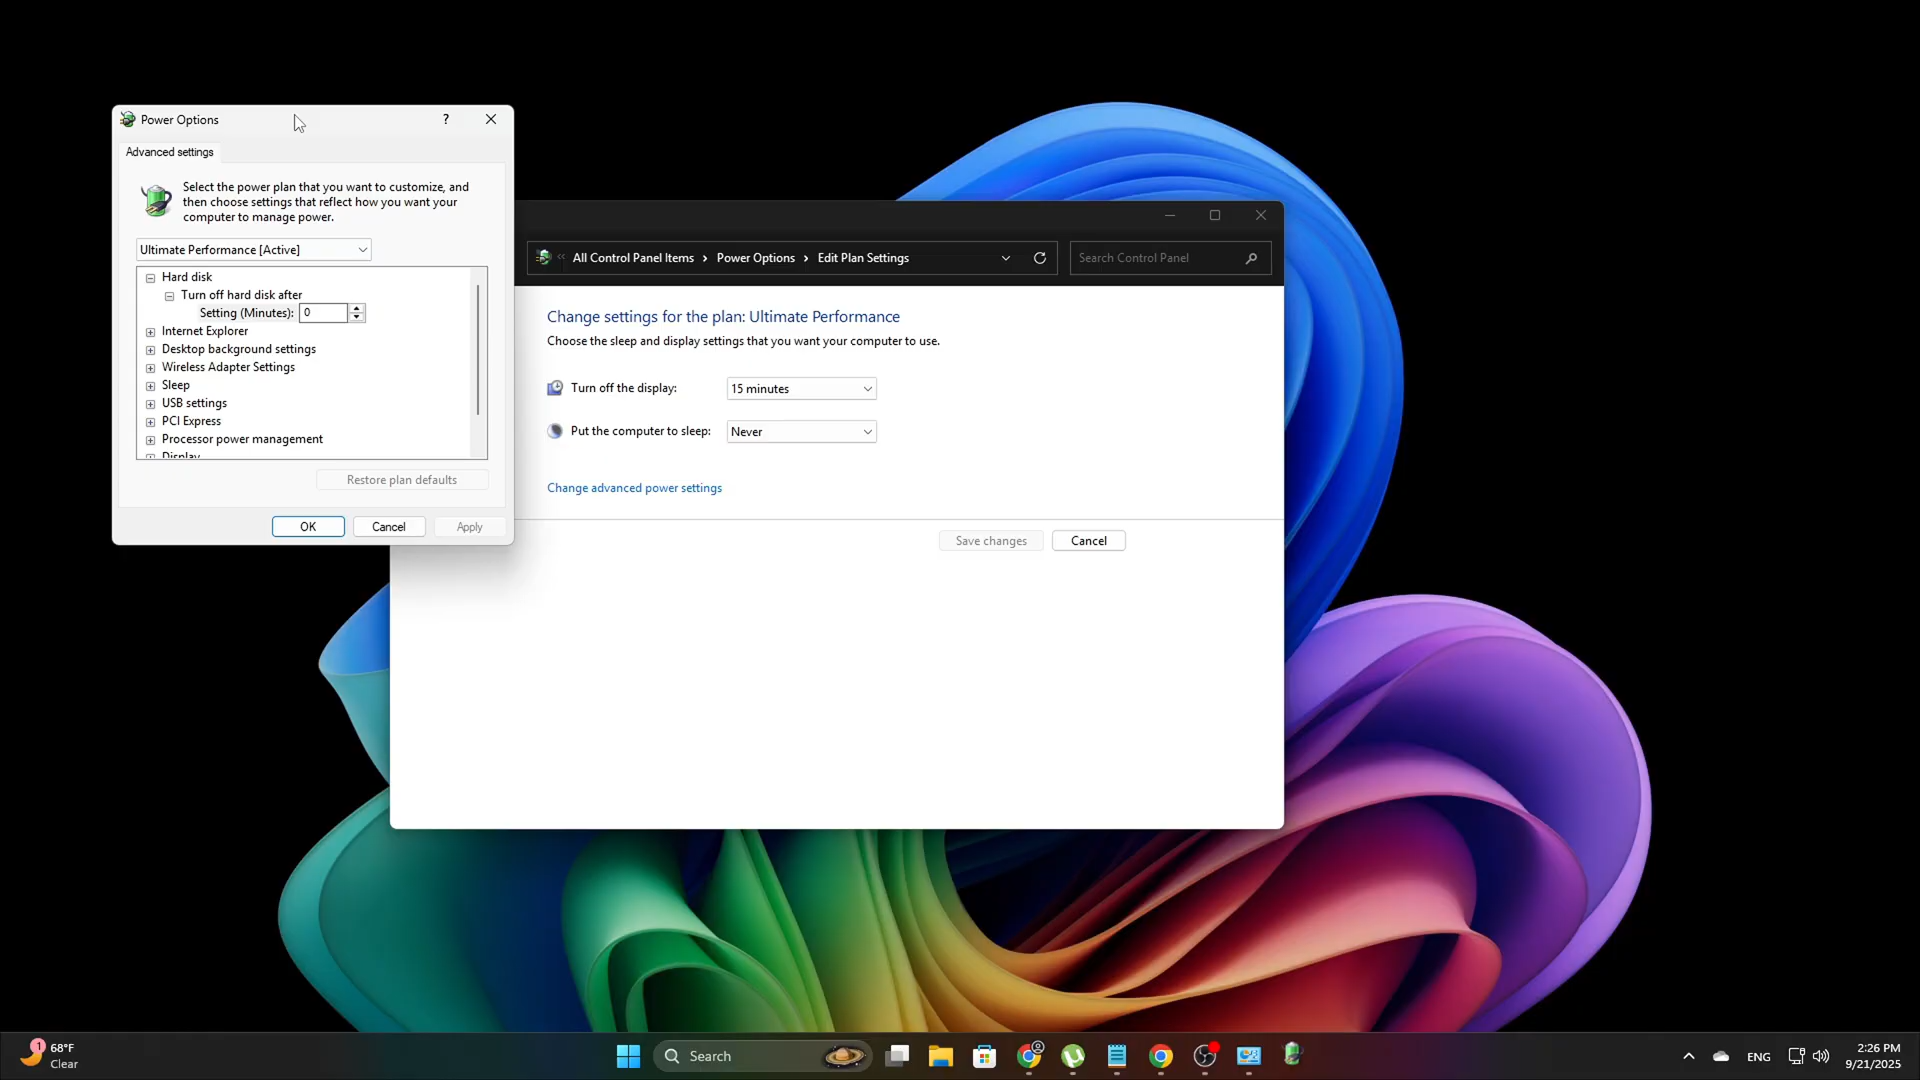 Power Options
?
Advanced settings
Select the power plan that you want to customize, and
then choose settings that reflect how you want your
computer to manage power.
Ultimate Performance [Active]
Hard disk
Turn off hard disk after
Setting (Minutes): 0
Internet Explorer
Desktop background settings
Wireless Adapter Settings
Sleep
USB settings
PCI Express
Processor power management
Display
Restore plan defaults
OK
Cancel
Apply
« All Control Panel Items › Power Options › Edit Plan Settings
Search Control Panel
Change settings for the plan: Ultimate Performance
Choose the sleep and display settings that you want your computer to use.
Turn off the display: 15 minutes
Put the computer to sleep: Never
Change advanced power settings
Save changes
Cancel
1
68°F
Clear
Search
ENG
2:26 PM
9/21/2025